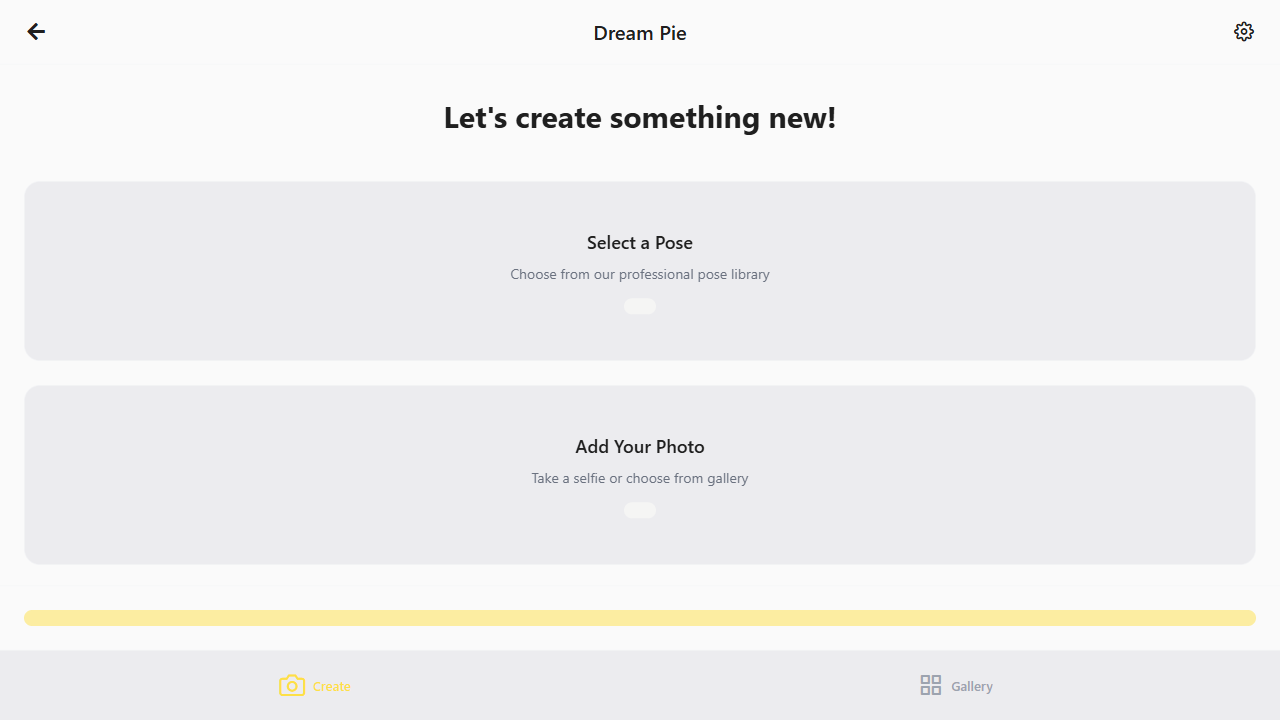 Dream Pie
Let's create something new!
Select a Pose
Choose from our professional pose library
Add Your Photo
Take a selfie or choose from gallery
Create
Gallery